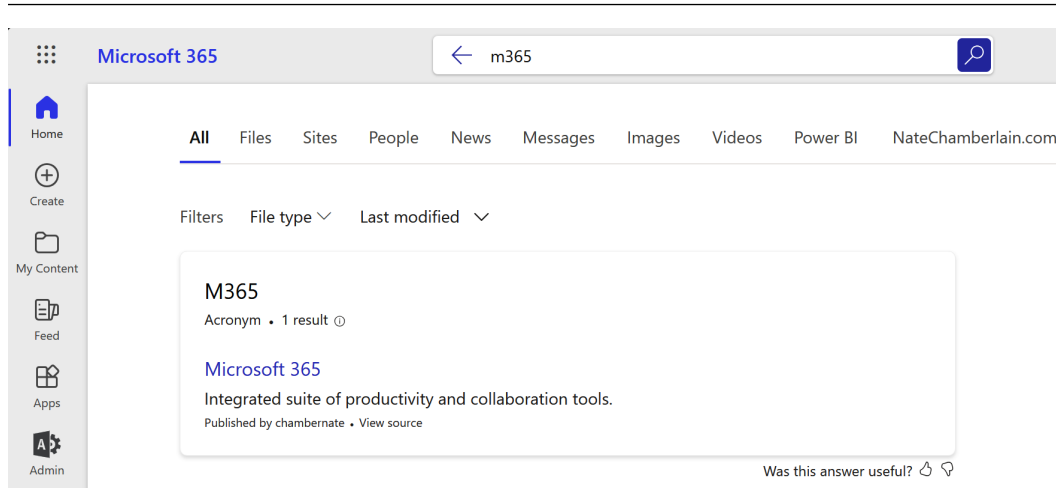 Microsoft 365
m365
Home
Create
My Content
Feed
Apps
Admin
All Files Sites People News Messages Images Videos Power BI NateChamberlain.com
Filters File type Last modified
M365
Acronym • 1 result
Microsoft 365
Integrated suite of productivity and collaboration tools.
Published by chambernate • View source
Was this answer useful?